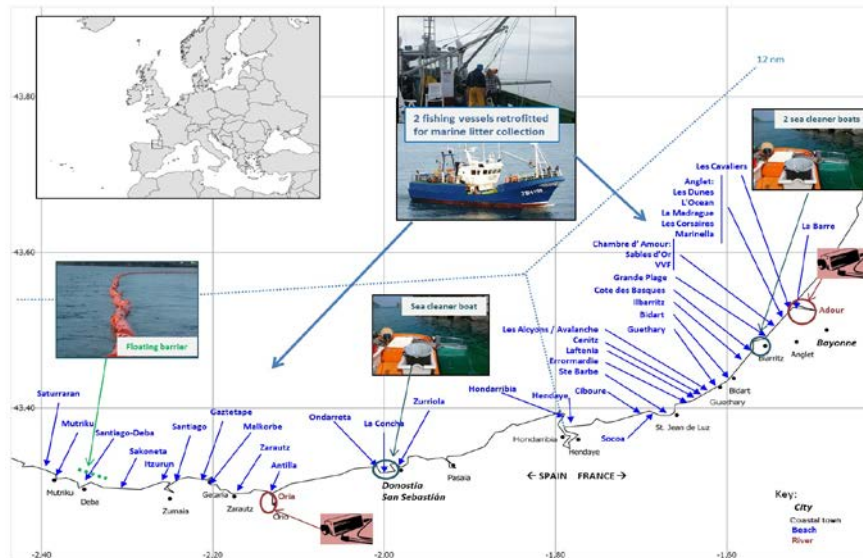 43.80
43.60
43.40
-2.40
-2.20
-2.00
-1.80
-1.60
12 nm
2 fishing vessels retrofitted
for marine litter collection
2 sea cleaner boats
Floating barrier
Sea cleaner boat
Les Cavaliers
Anglet:
Les Dunes
L'Ocean
La Madrague
Les Corsaires
Marinella
La Barre
Chambre d' Amour:
Sables d'Or
VVF
Grande Plage
Cote des Basques
Ilbarritz
Bidart
Guethary
Adour
Bayonne
Biarritz
Anglet
Bidart
Guethary
Les Alcyons / Avalanche
Cenitz
Laftenia
Errormardie
Ste Barbe
Ciboure
Socoa
St. Jean de Luz
Hendaye
Hondarribia
Hondarribia
Hendaye
← SPAIN FRANCE →
Saturraran
Mutriku
Santiago-Deba
Sakoneta
Itzurun
Santiago
Gaztetape
Malkorbe
Zarautz
Antilla
Ondarreta
La Concha
Zurriola
Mutriku
Deba
Zumaia
Getaria
Zarautz
Oria
Orio
Donostia
San Sebastián
Pasaia
Key:
City
Coastal town
Beach
River